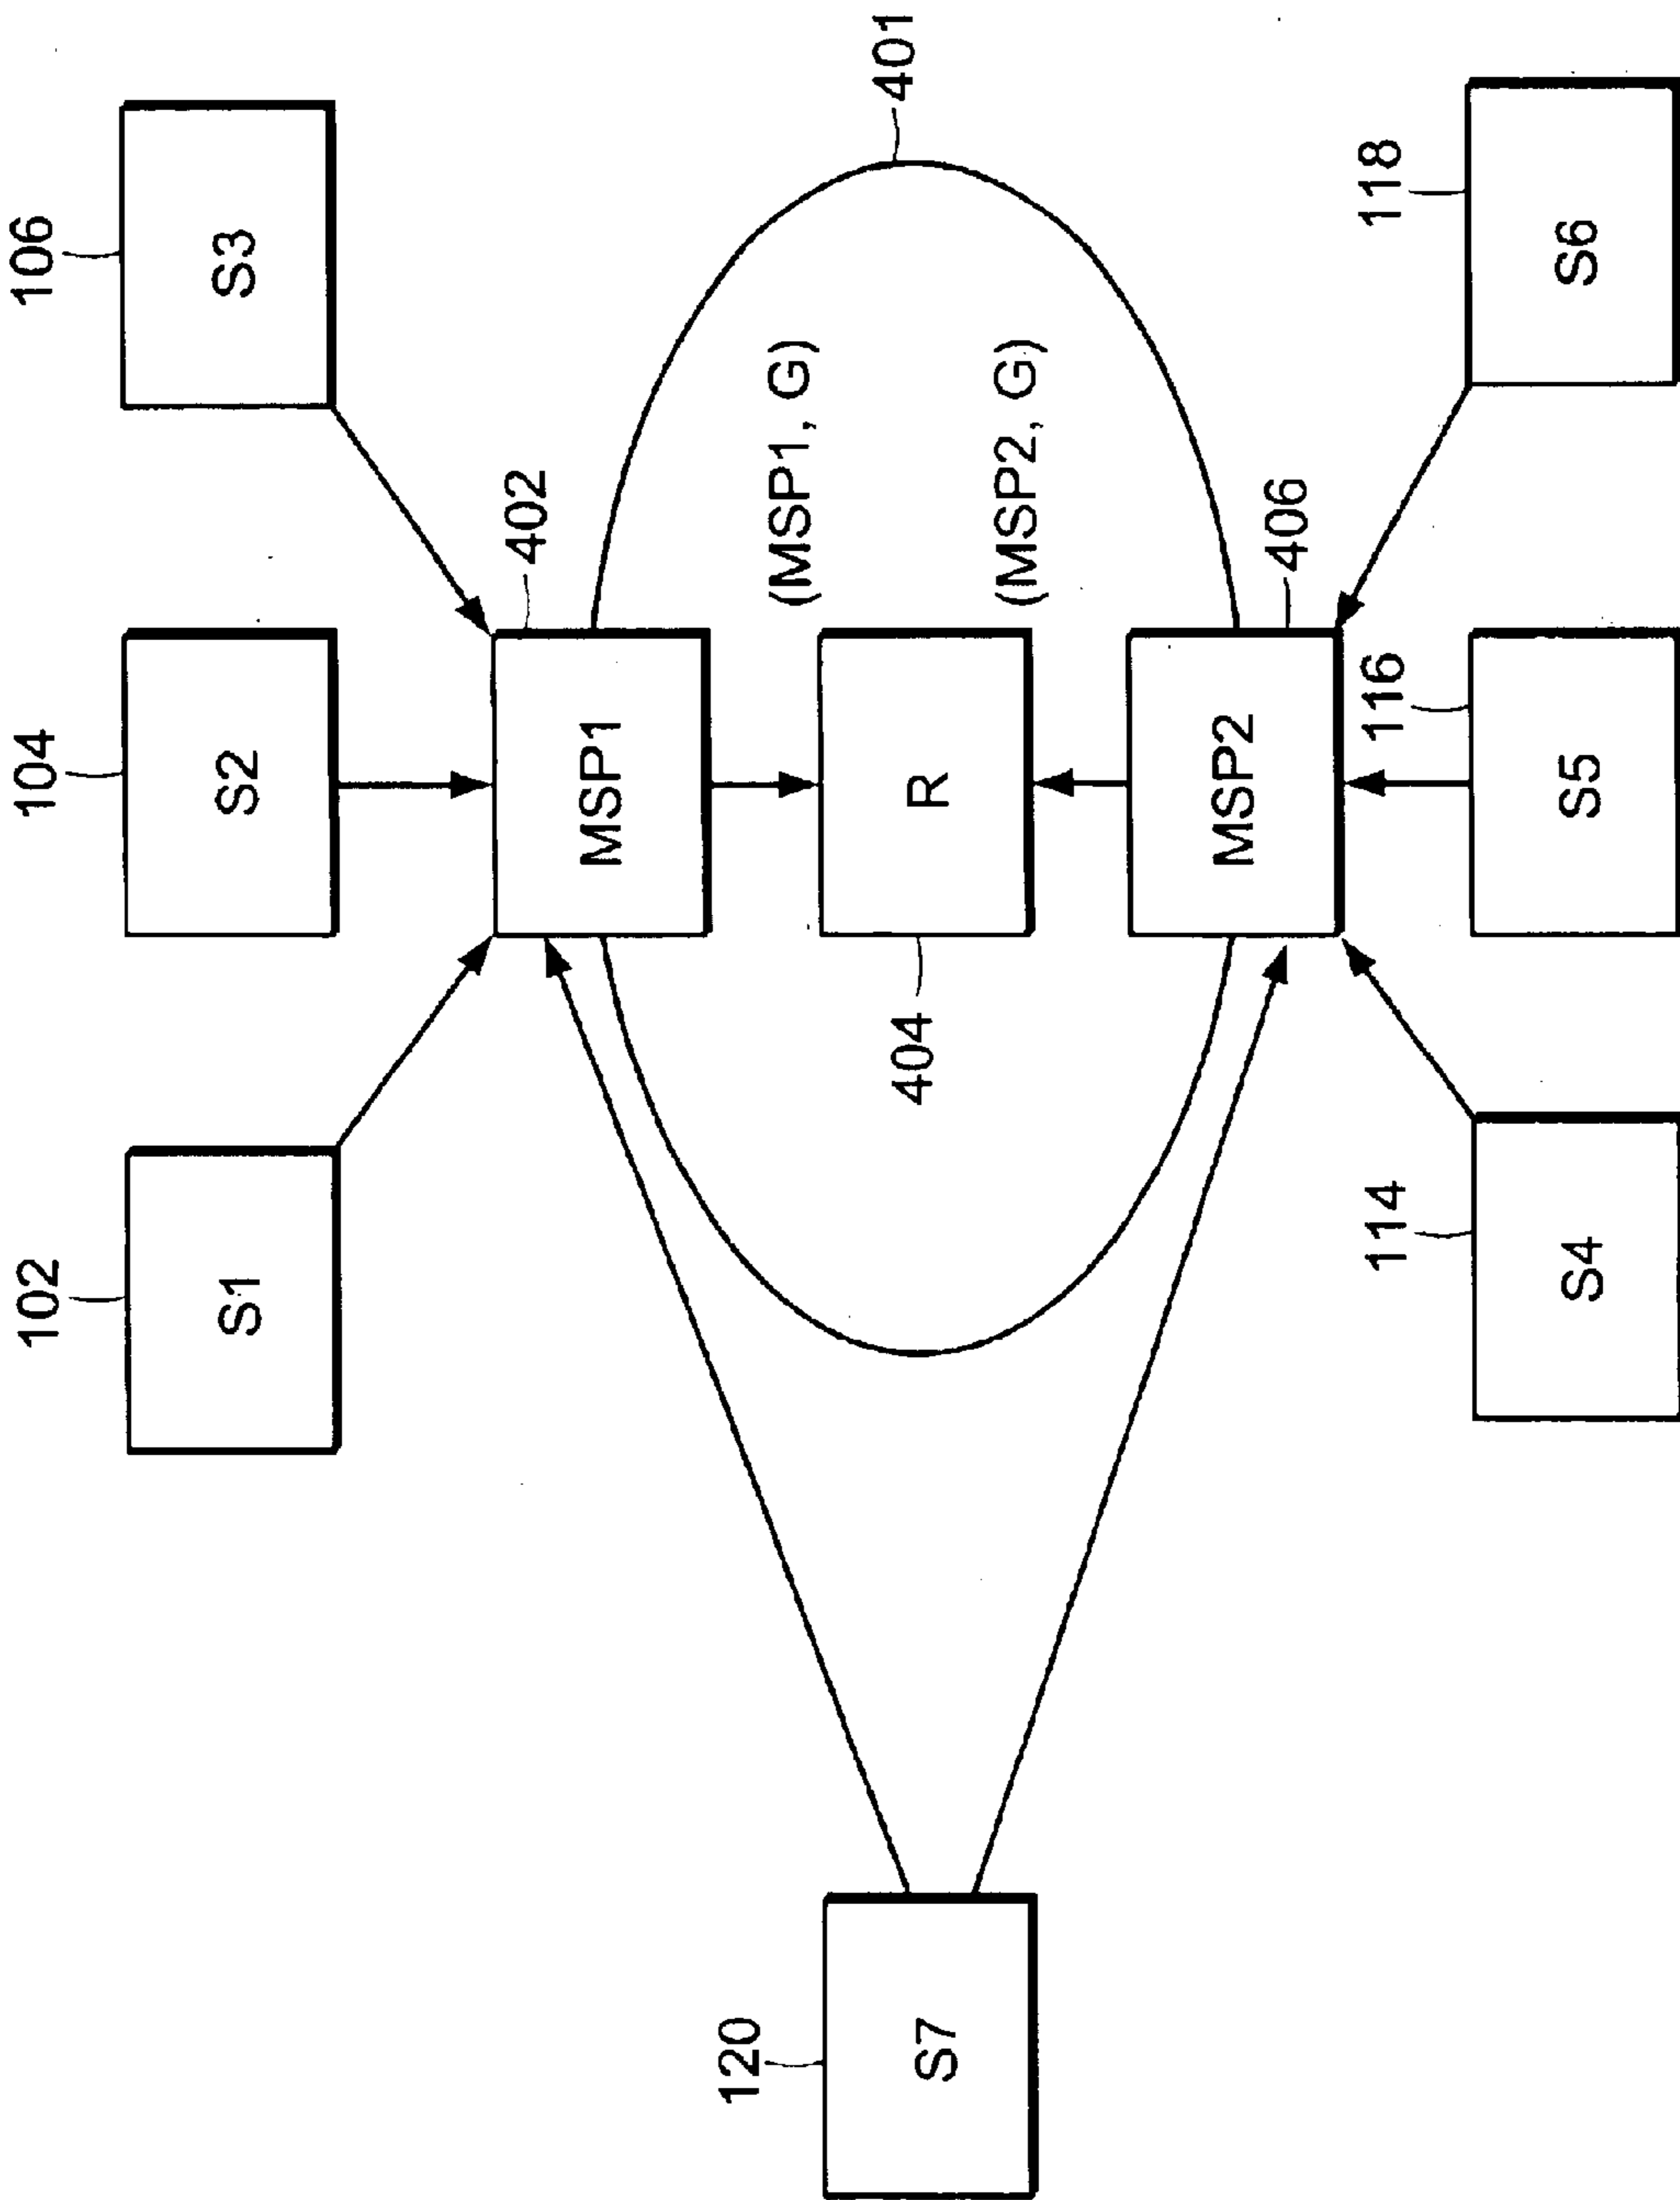 102
104
106
S1
S2
S3
402
MSP1
120
(MSP1, G)
401
404
S7
R
(MSP2, G)
MSP2
406
114
116
118
S4
S5
S6